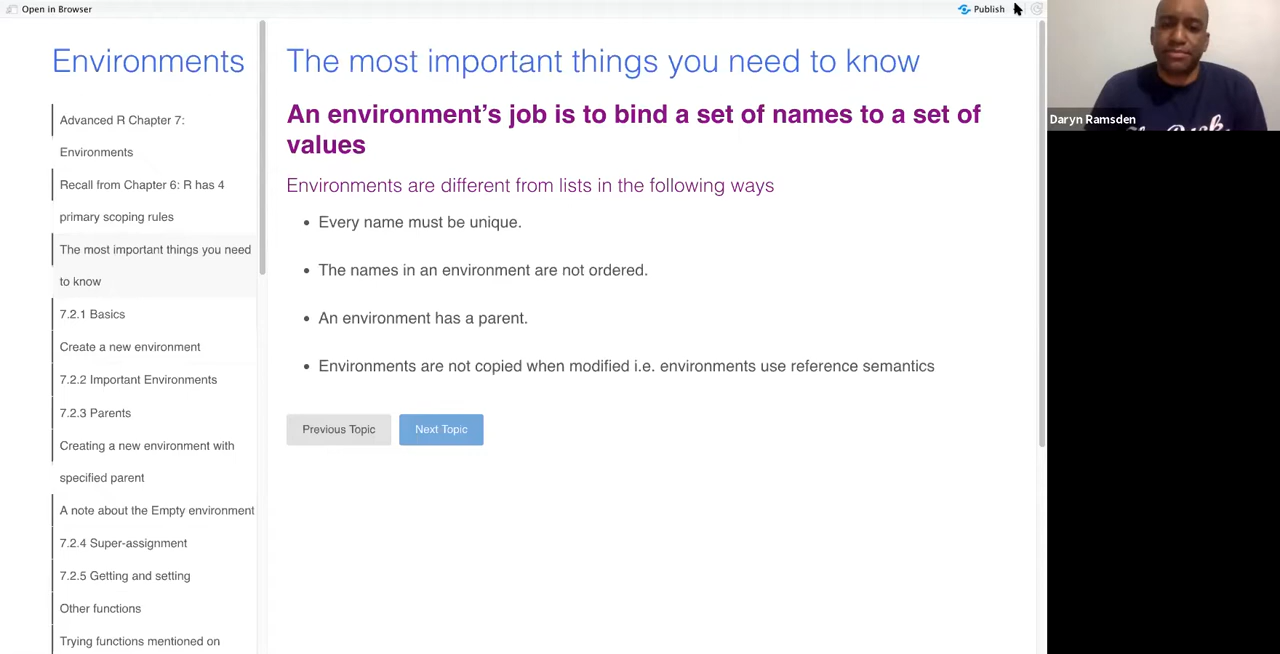 Open in Browser
Publish
Environments
Advanced R Chapter 7:
Environments
Recall from Chapter 6: R has 4
primary scoping rules
The most important things you need
to know
7.2.1 Basics
Create a new environment
7.2.2 Important Environments
7.2.3 Parents
Creating a new environment with
specified parent
A note about the Empty environment
7.2.4 Super-assignment
7.2.5 Getting and setting
Other functions
Trying functions mentioned on
The most important things you need to know
An environment’s job is to bind a set of names to a set of
values
Environments are different from lists in the following ways
• Every name must be unique.
• The names in an environment are not ordered.
• An environment has a parent.
• Environments are not copied when modified i.e. environments use reference semantics
Previous Topic
Next Topic
Daryn Ramsden